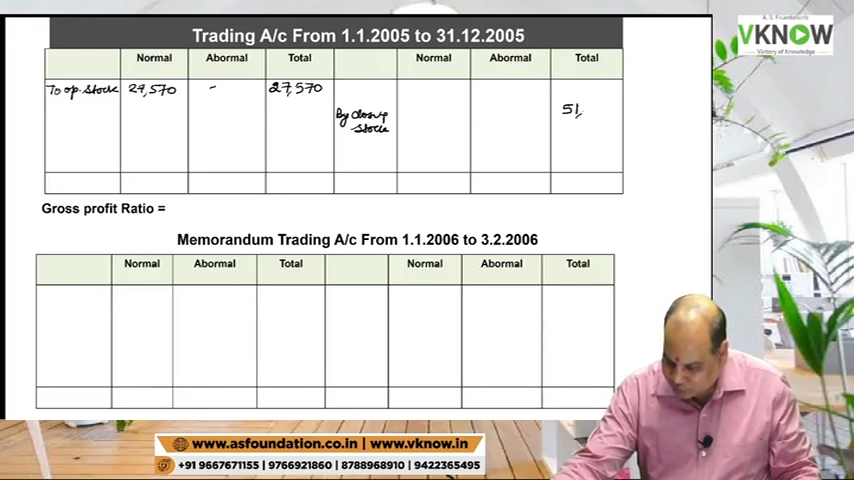 A. S. Foundation's
VKNOW
Victory of Knowledge
Trading A/c From 1.1.2005 to 31.12.2005
Normal Abormal Total Normal Abormal Total
To op. Stock 27,570 - 27,570
By closing 51,
Stock
Gross profit Ratio =
Memorandum Trading A/c From 1.1.2006 to 3.2.2006
Normal Abormal Total Normal Abormal Total
www.asfoundation.co.in | www.vknow.in
+91 9667671155 | 9766921860 | 8788968910 | 9422365495